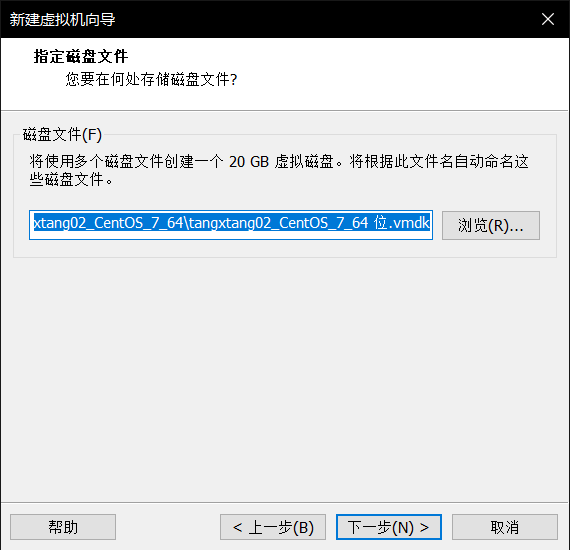 新建虚拟机向导
指定磁盘文件
您要在何处存储磁盘文件?
磁盘文件(F)
将使用多个磁盘文件创建一个 20 GB 虚拟磁盘。将根据此文件名自动命名这
些磁盘文件。
xtang02_CentOS_7_64\tangxtang02_CentOS_7_64 位.vmdk
浏览(R)...
帮助
< 上一步(B)
下一步(N) >
取消